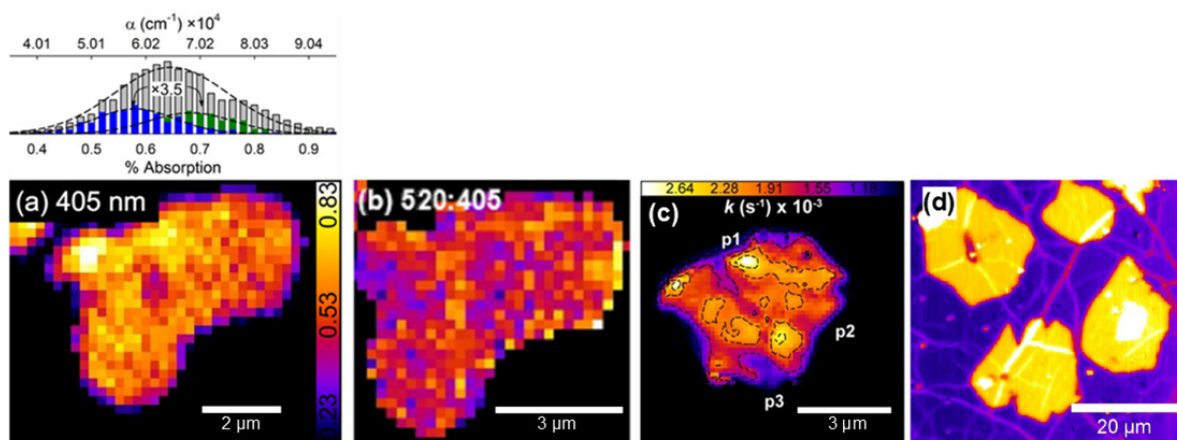 α (cm⁻¹) ×10⁴
4.01 5.01 6.02 7.02 8.03 9.04
×3.5
0.4 0.5 0.6 0.7 0.8 0.9
% Absorption
(a) 405 nm
0.83
0.53
0.23
2 μm
(b) 520:405
3 μm
2.64 2.28 1.91 1.55 1.18
(c)
k (s⁻¹) x 10⁻³
p1
p2
p3
3 μm
(d)
20 μm